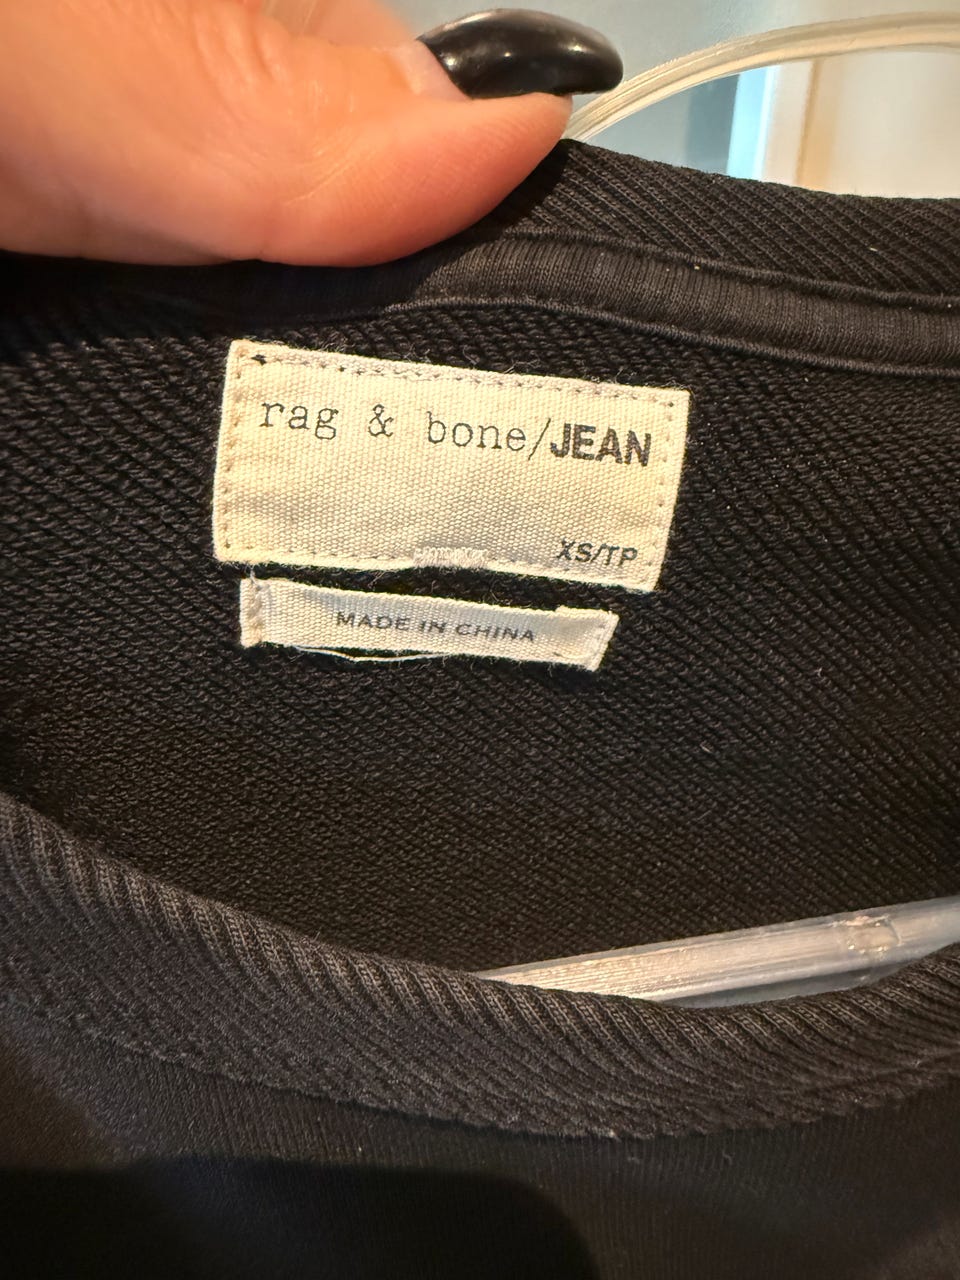 rag & bone/JEAN
XS/TP
MADE IN CHINA